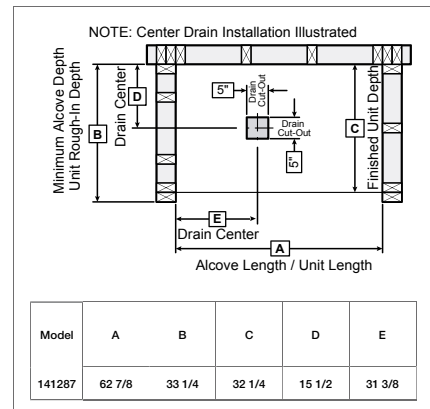 NOTE: Center Drain Installation Illustrated
Minimum Alcove Depth
Unit Rough-In Depth
B
Drain Center
D
5"
Drain
Cut-Out
Drain
Cut-Out
5"
C
Finished Unit Depth
E
Drain Center
A
Alcove Length / Unit Length
Model A B C D E
141287 62 7/8 33 1/4 32 1/4 15 1/2 31 3/8